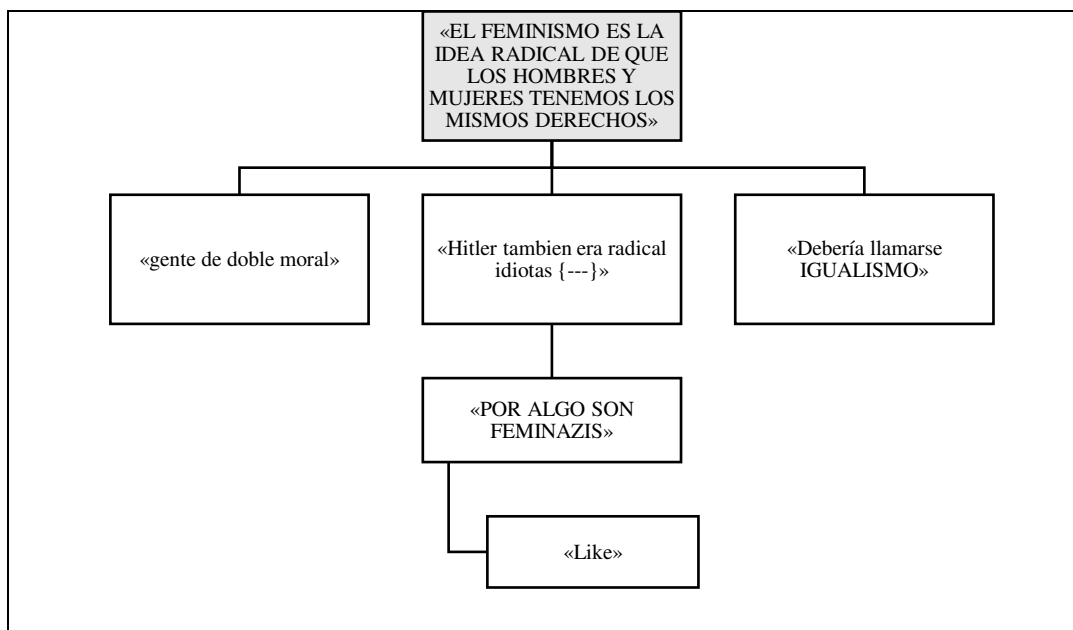 «EL FEMINISMO ES LA
IDEA RADICAL DE QUE
LOS HOMBRES Y
MUJERES TENEMOS LOS
MISMOS DERECHOS»
«gente de doble moral»
«Hitler tambien era radical
idiotas {---}»
«Debería llamarse
IGUALISMO»
«POR ALGO SON
FEMINAZIS»
«Like»